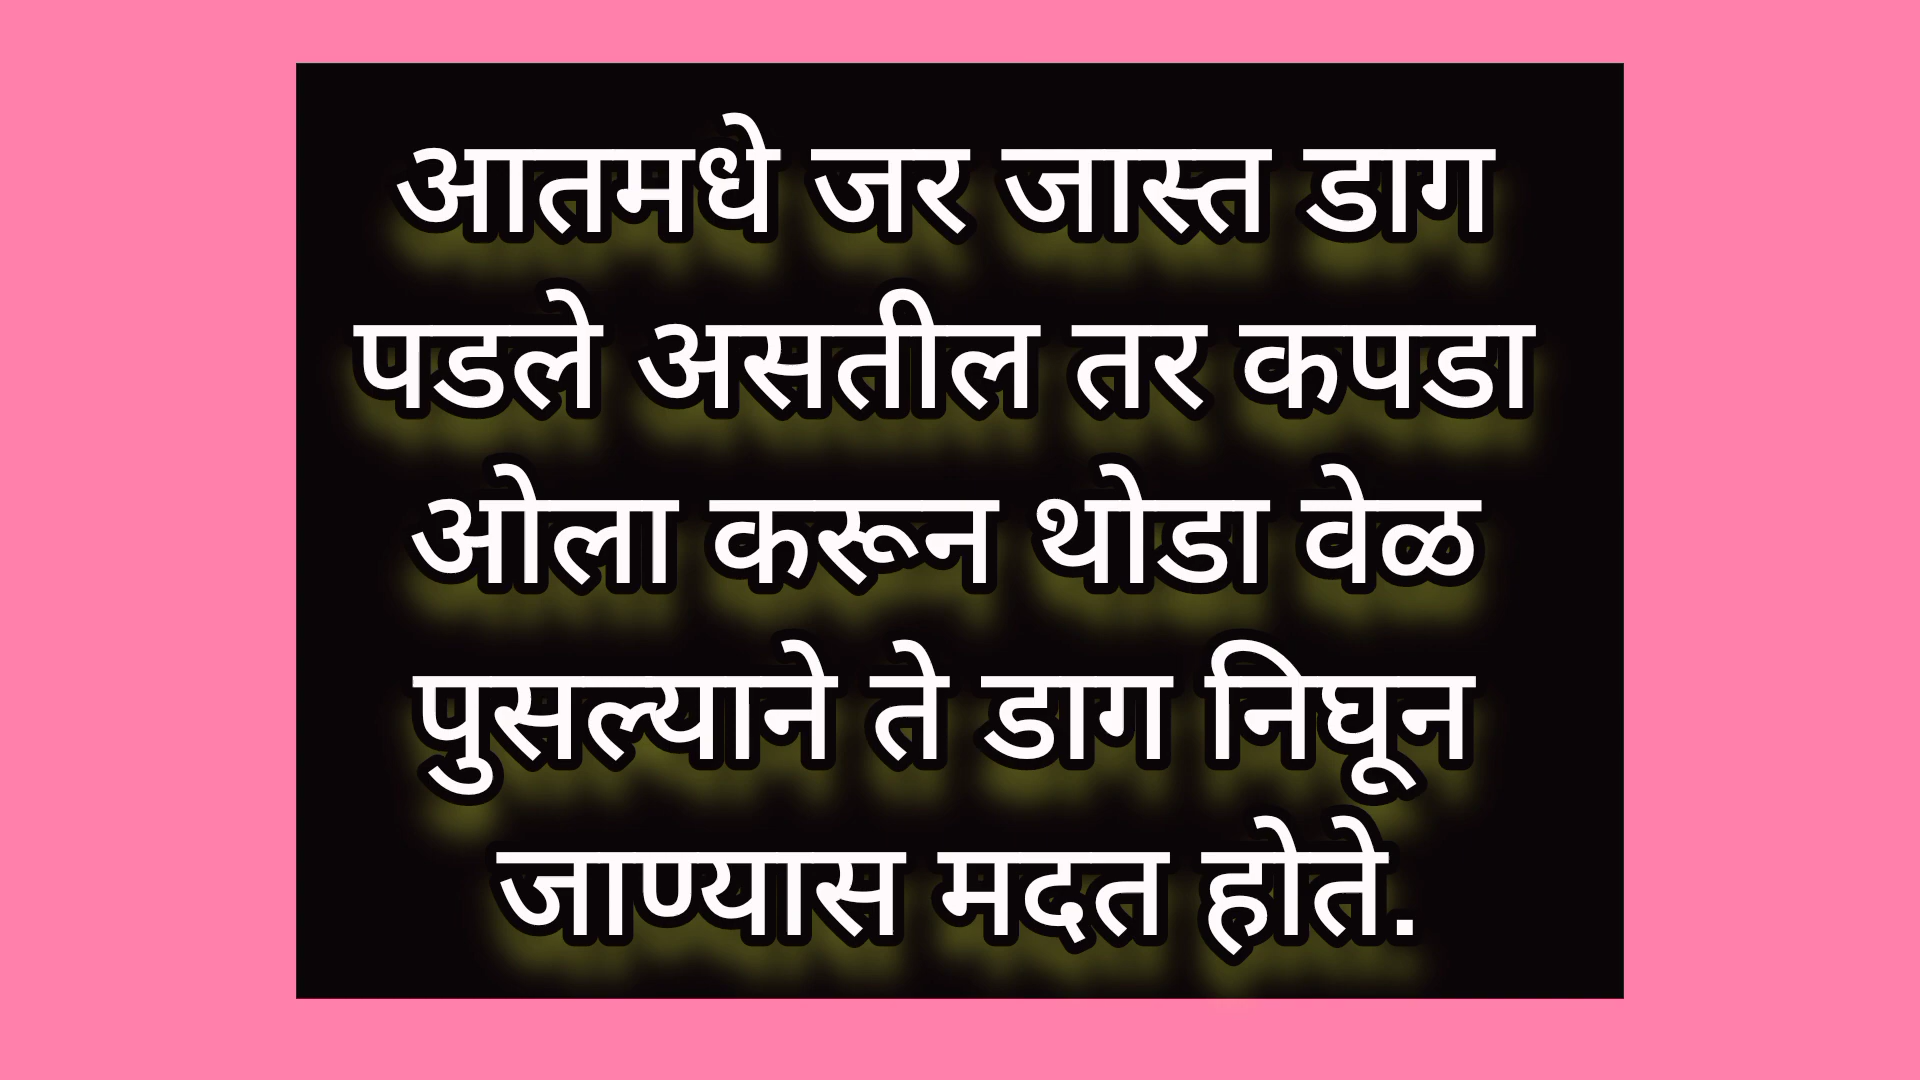 आतमधे जर जास्त डाग
पडले असतील तर कपडा
ओला करून थोडा वेळ
पुसल्याने ते डाग निघून
जाण्यास मदत होते.